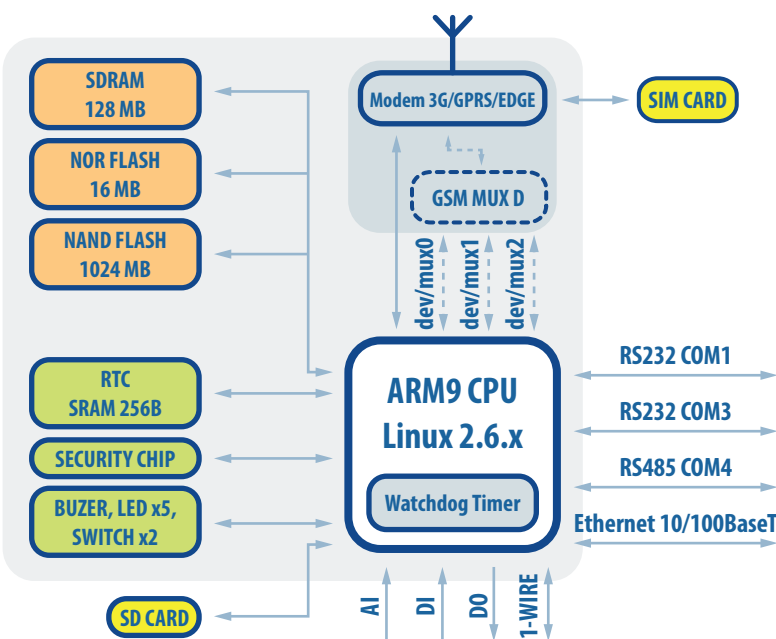 SDRAM
128 MB
NOR FLASH
16 MB
NAND FLASH
1024 MB
Modem 3G/GPRS/EDGE
SIM CARD
GSM MUX D
dev/mux0
dev/mux1
dev/mux2
RTC
SRAM 256B
SECURITY CHIP
BUZER, LED x5,
SWITCH x2
SD CARD
ARM9 CPU
Linux 2.6.x
Watchdog Timer
RS232 COM1
RS232 COM3
RS485 COM4
Ethernet 10/100BaseT
AI
DI
DO
1-WIRE